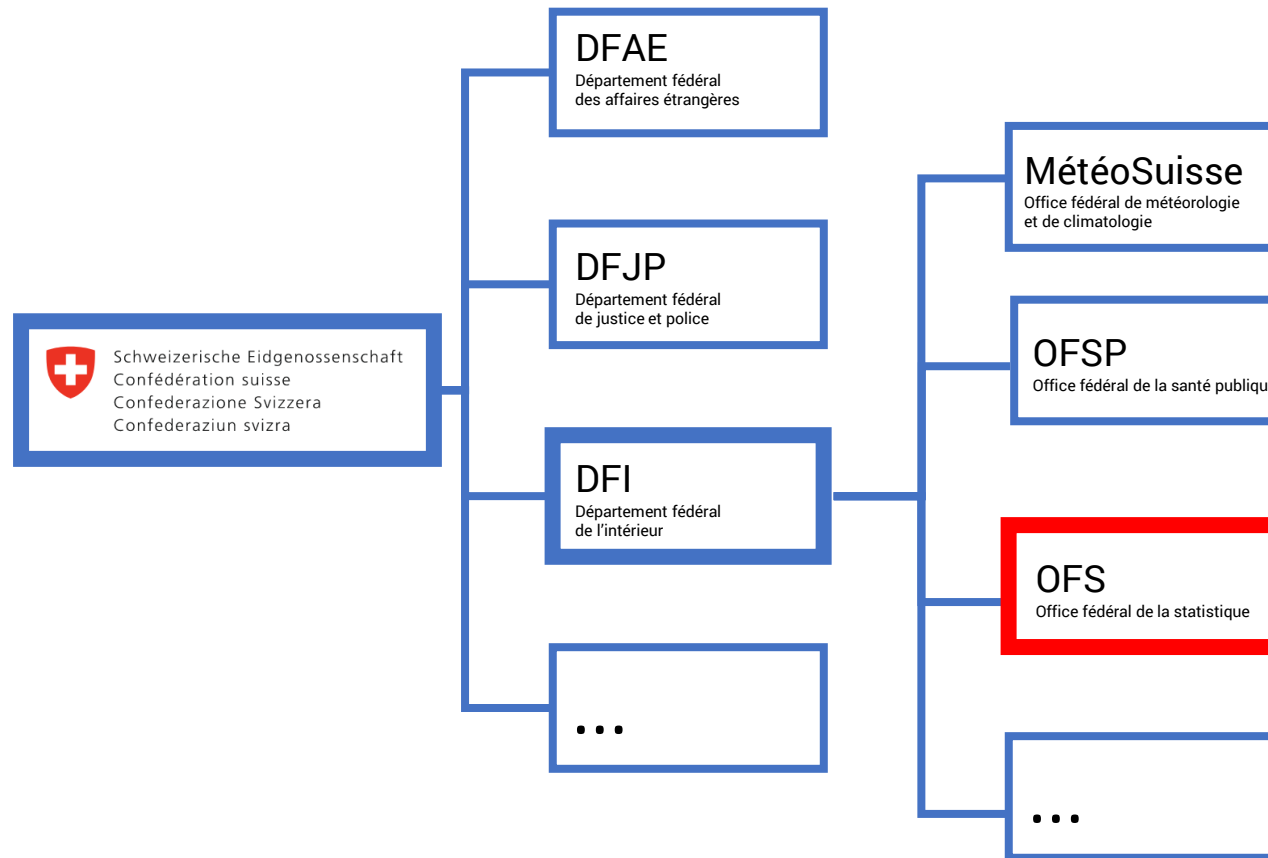 Schweizerische Eidgenossenschaft
Confédération suisse
Confederazione Svizzera
Confederaziun svizra
DFAE
Département fédéral
des affaires étrangères
DFJP
Département fédéral
de justice et police
DFI
Département fédéral
de l'intérieur
...
MétéoSuisse
Office fédéral de météorologie
et de climatologie
OFSP
Office fédéral de la santé publiqu
OFS
Office fédéral de la statistique
...